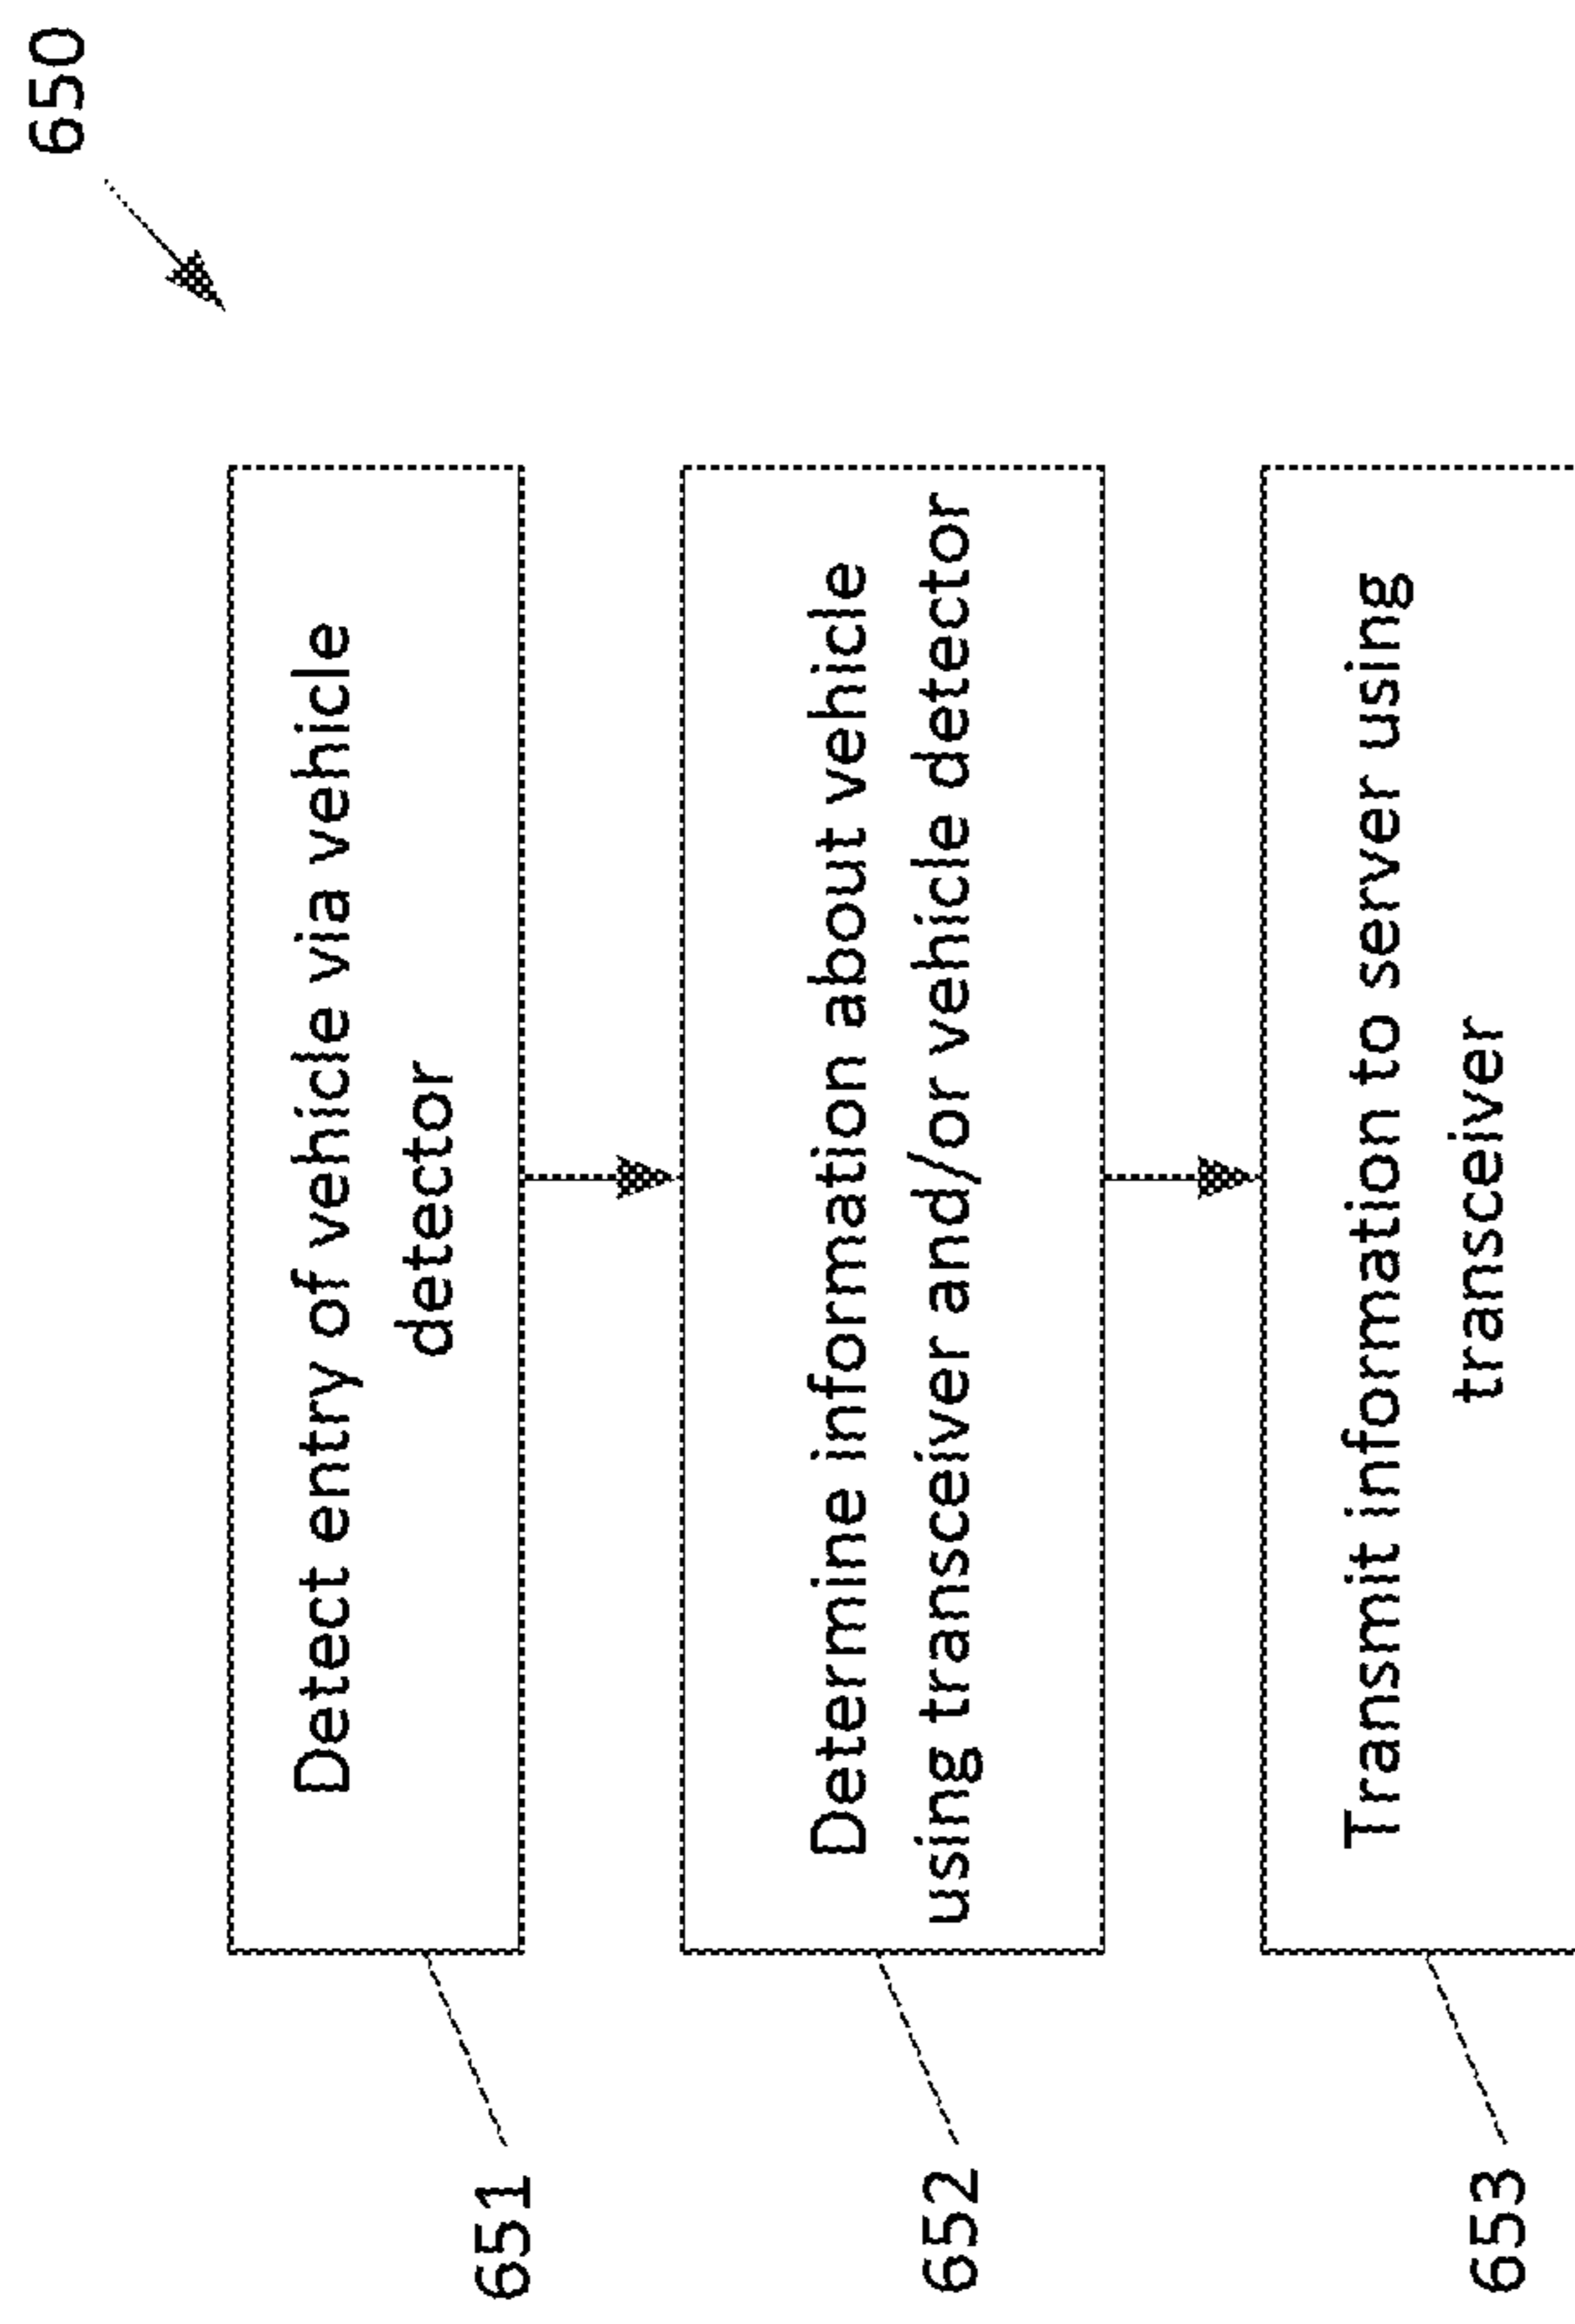 650
651
Detect entry of vehicle via vehicle
detector
652
Determine information about vehicle
using transceiver and/or vehicle detector
653
Transmit information to server using
transceiver